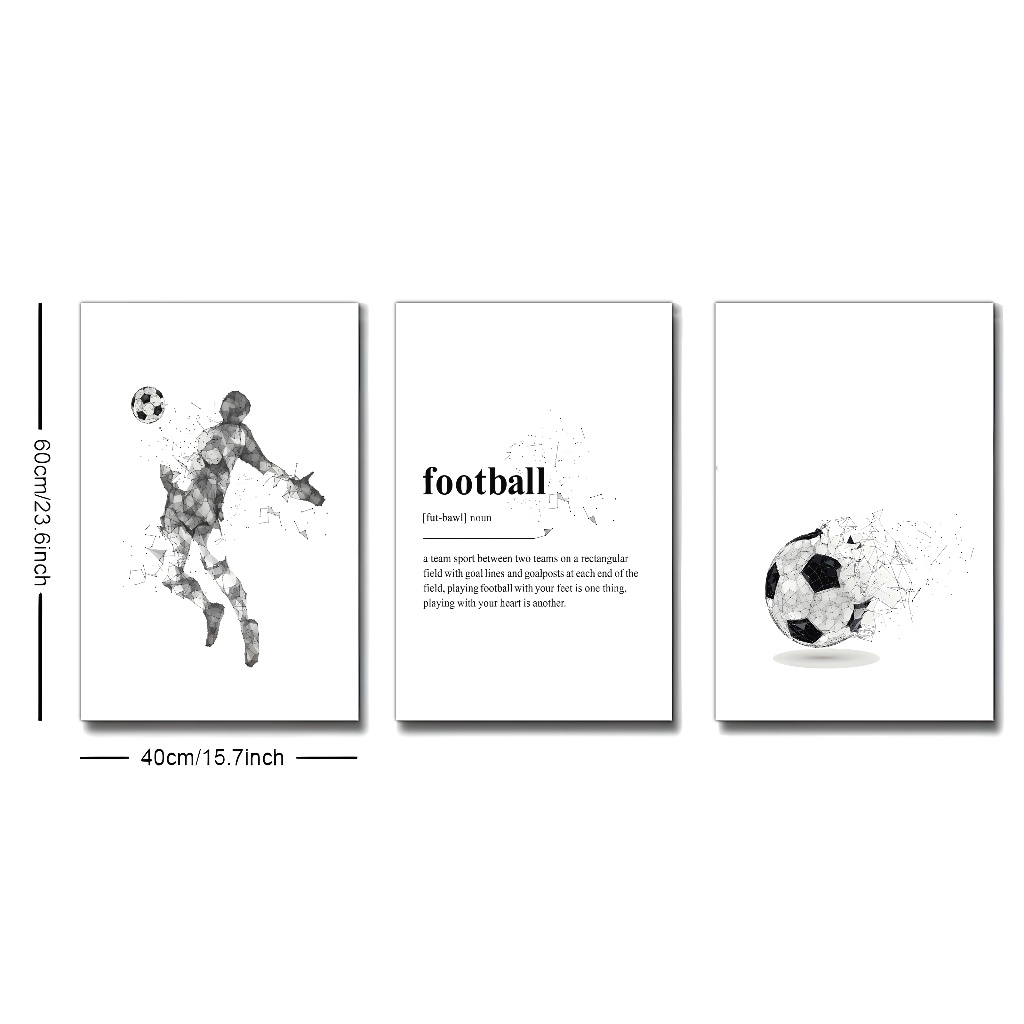 60cm/23.6inch
football
[fut-bawl] noun
a team sport between two teams on a rectangular
field with goal lines and goalposts at each end of the
field, playing football with your feet is one thing,
playing with your heart is another.
40cm/15.7inch